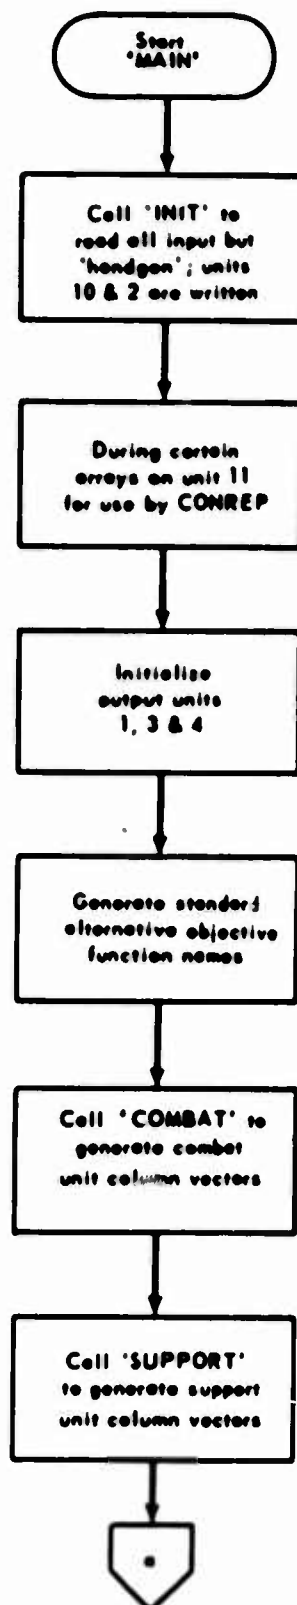 Start
'MAIN'
Call 'INIT' to
read all input but
'handgen'; units
10 & 2 are written
During certain
arrays on unit 11
for use by CONREP
Initialize
output units
1, 3 & 4
Generate standard
alternative objective
function names
Call 'COMBAT' to
generate combat
unit column vectors
Call 'SUPPORT'
to generate support
unit column vectors